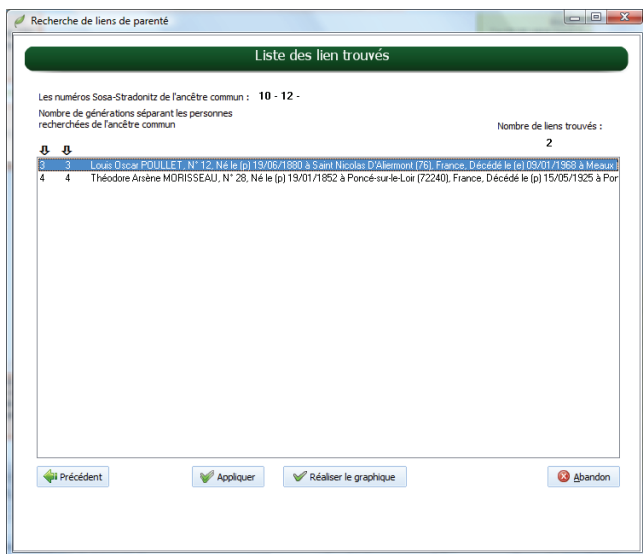 Recherche de liens de parenté
Liste des lien trouvés
Les numéros Sosa-Stradonitz de l'ancêtre commun : 10 - 12 -
Nombre de générations séparant les personnes
recherchées de l'ancêtre commun
Nombre de liens trouvés :
2
3 3 Louis Oscar POULLET, N° 12, Né le (p) 19/06/1880 à Saint Nicolas D'Aliermont (76), France, Décédé le (e) 09/01/1968 à Meaux
4 4 Théodore Arsène MORISSEAU, N° 28, Né le (p) 19/01/1852 à Poncé-sur-le-Loir (72240), France, Décédé le (p) 15/05/1925 à Por
Précédent
Appliquer
Réaliser le graphique
Abandon